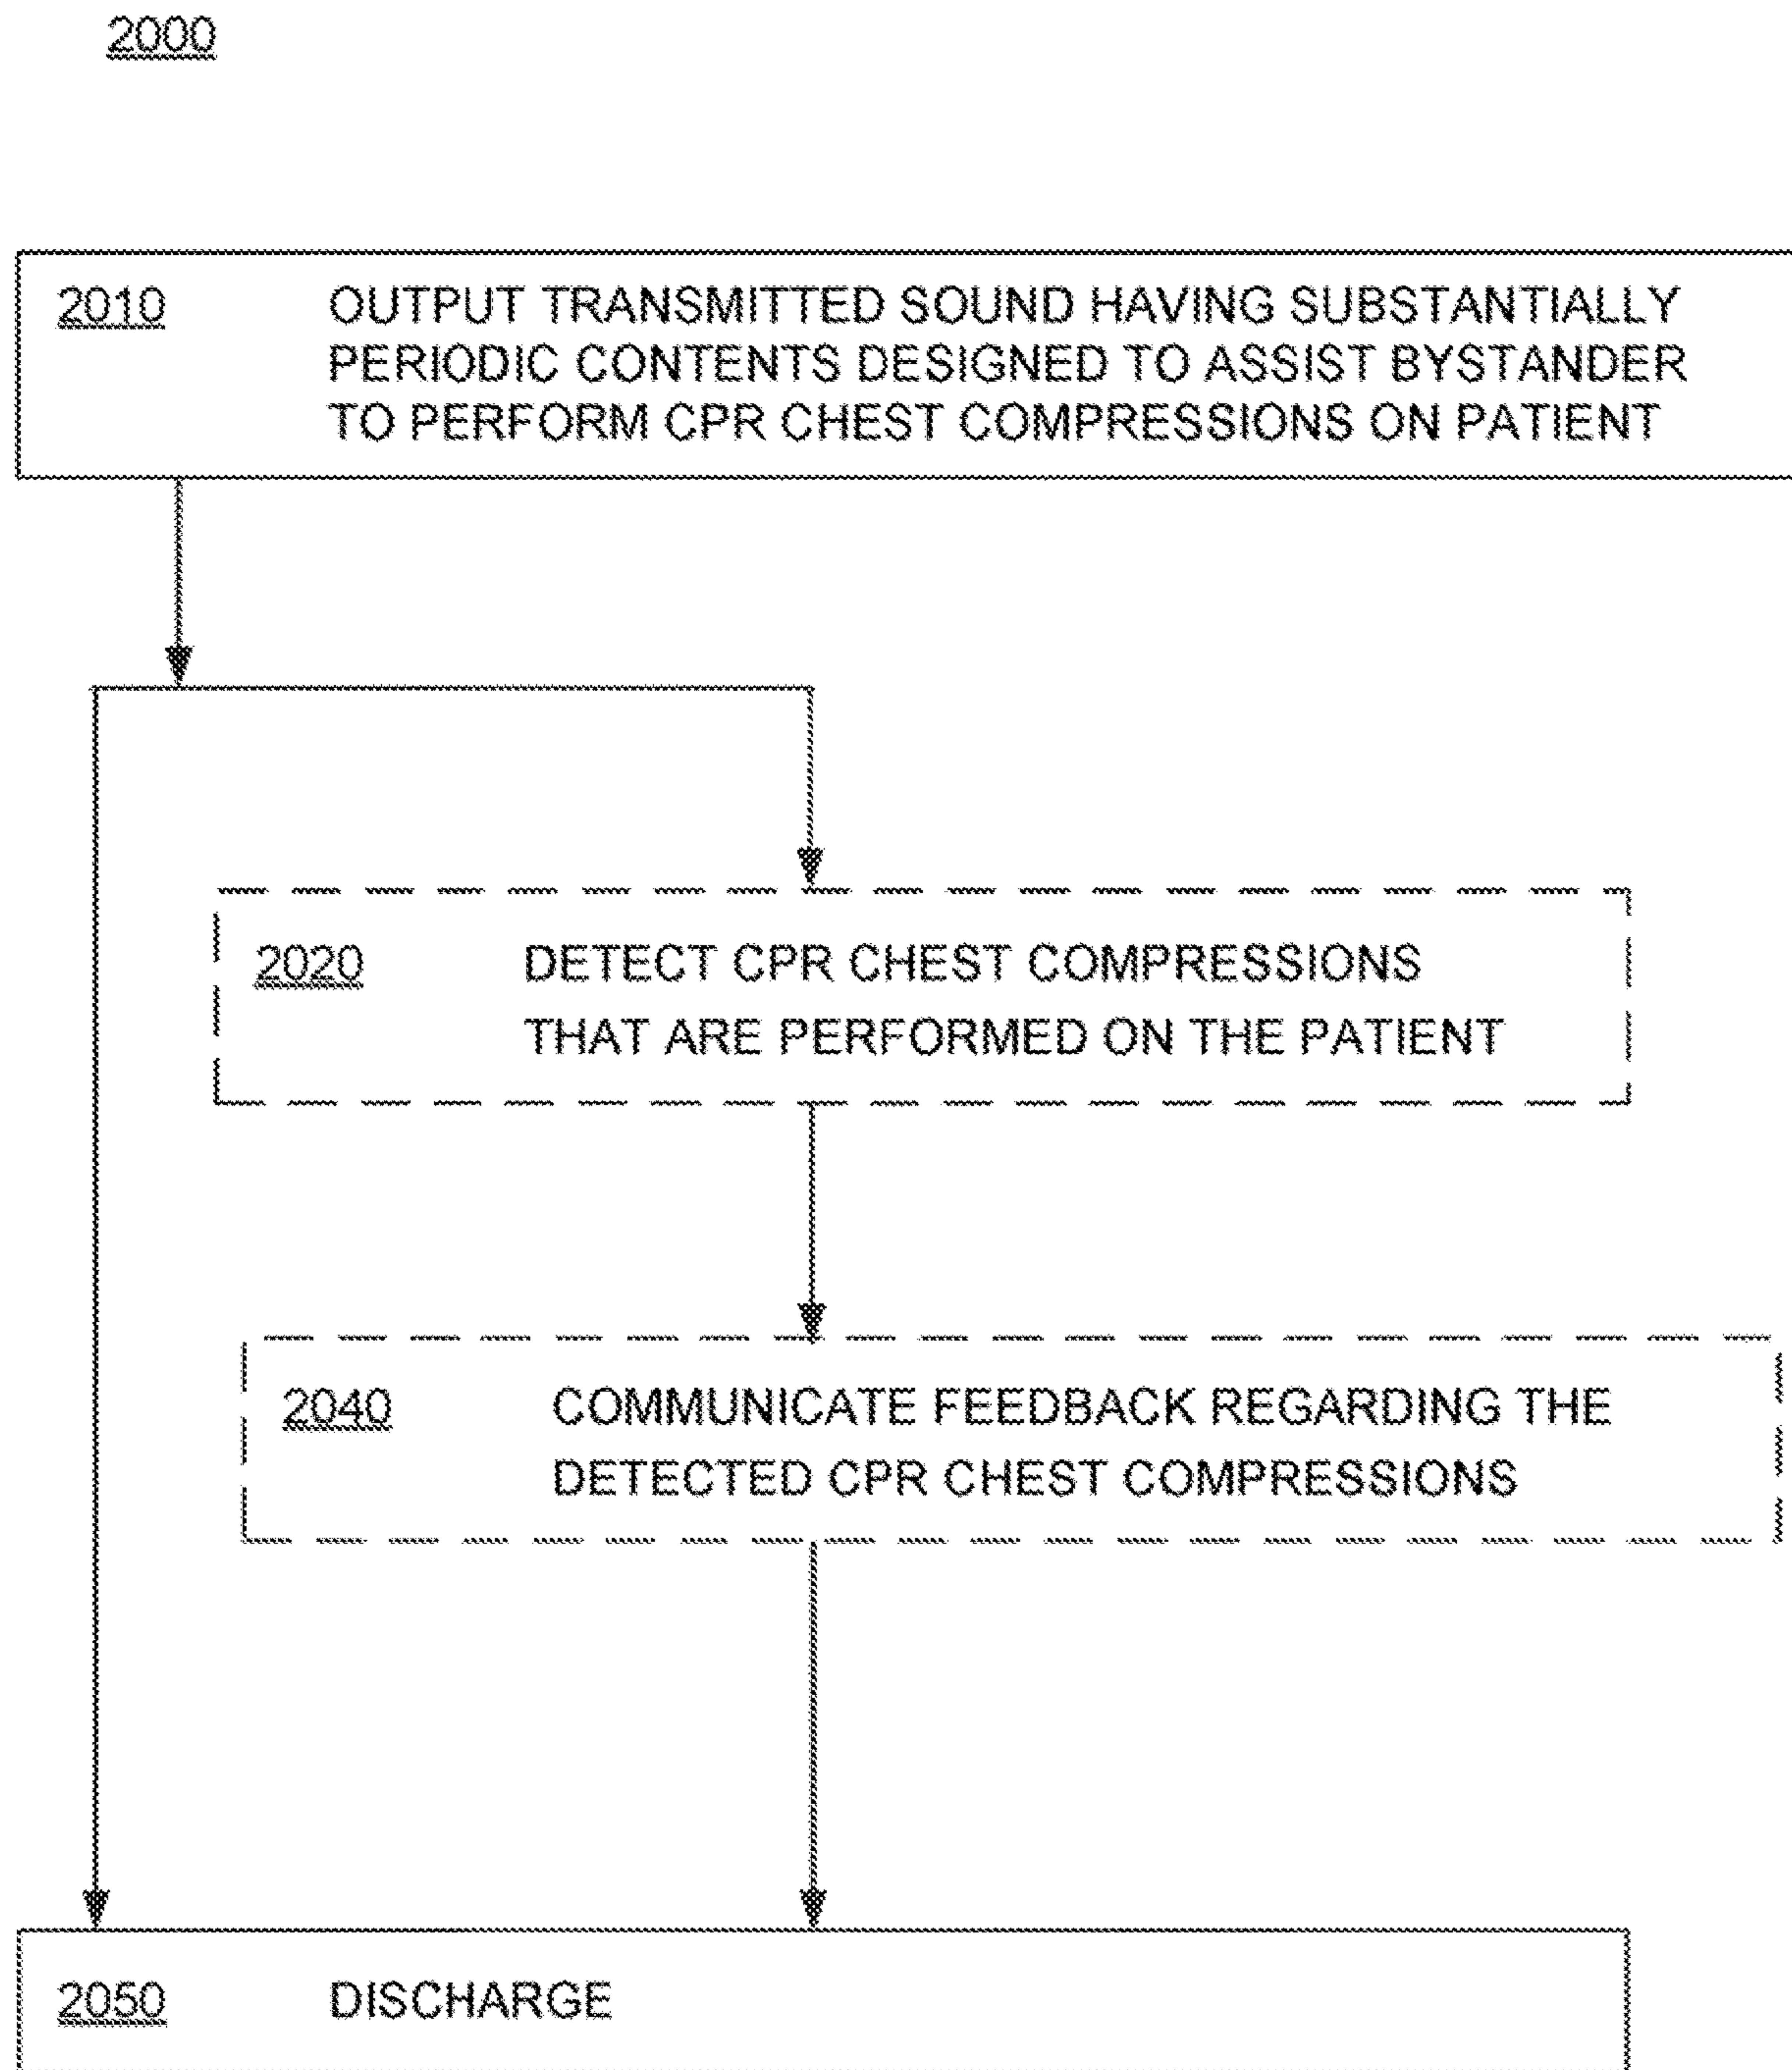 2000
2010 OUTPUT TRANSMITTED SOUND HAVING SUBSTANTIALLY
PERIODIC CONTENTS DESIGNED TO ASSIST BYSTANDER
TO PERFORM CPR CHEST COMPRESSIONS ON PATIENT
2020 DETECT CPR CHEST COMPRESSIONS
THAT ARE PERFORMED ON THE PATIENT
2040 COMMUNICATE FEEDBACK REGARDING THE
DETECTED CPR CHEST COMPRESSIONS
2050 DISCHARGE